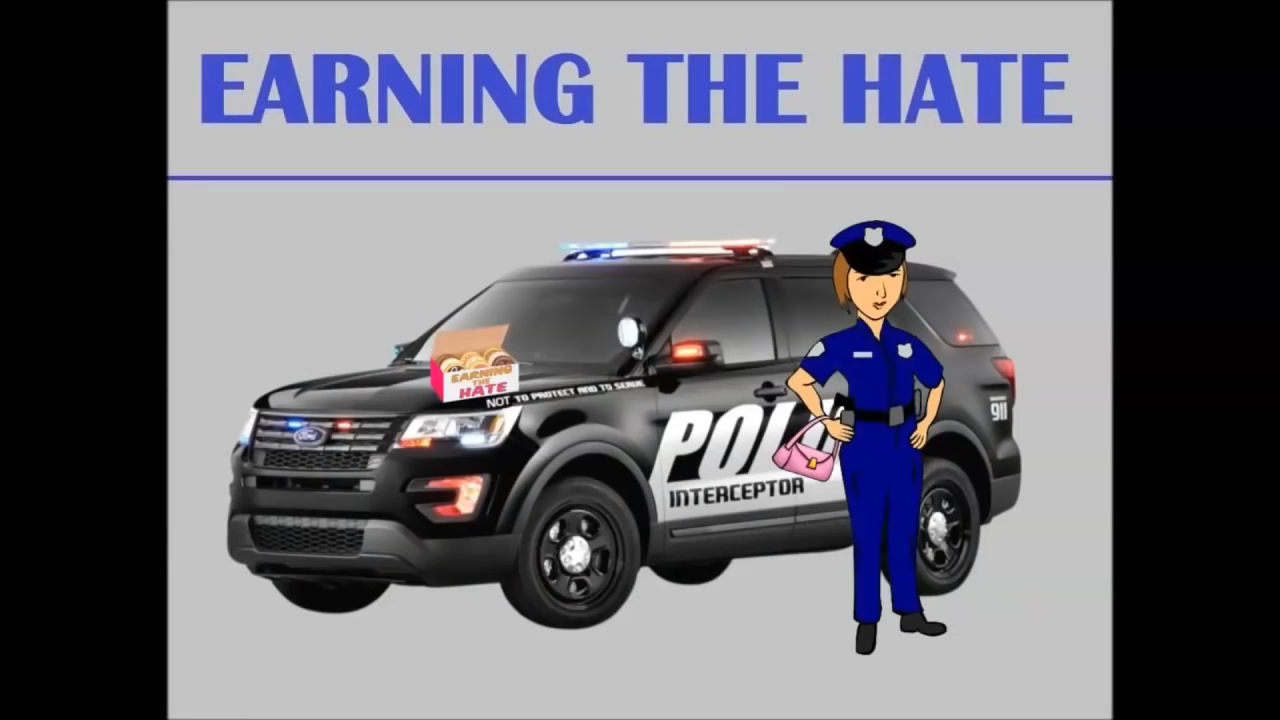 EARNING THE HATE
EARNING
THE
HATE
NOT TO PROTECT AND TO SERVE
Ford
POLI
INTERCEPTOR
911